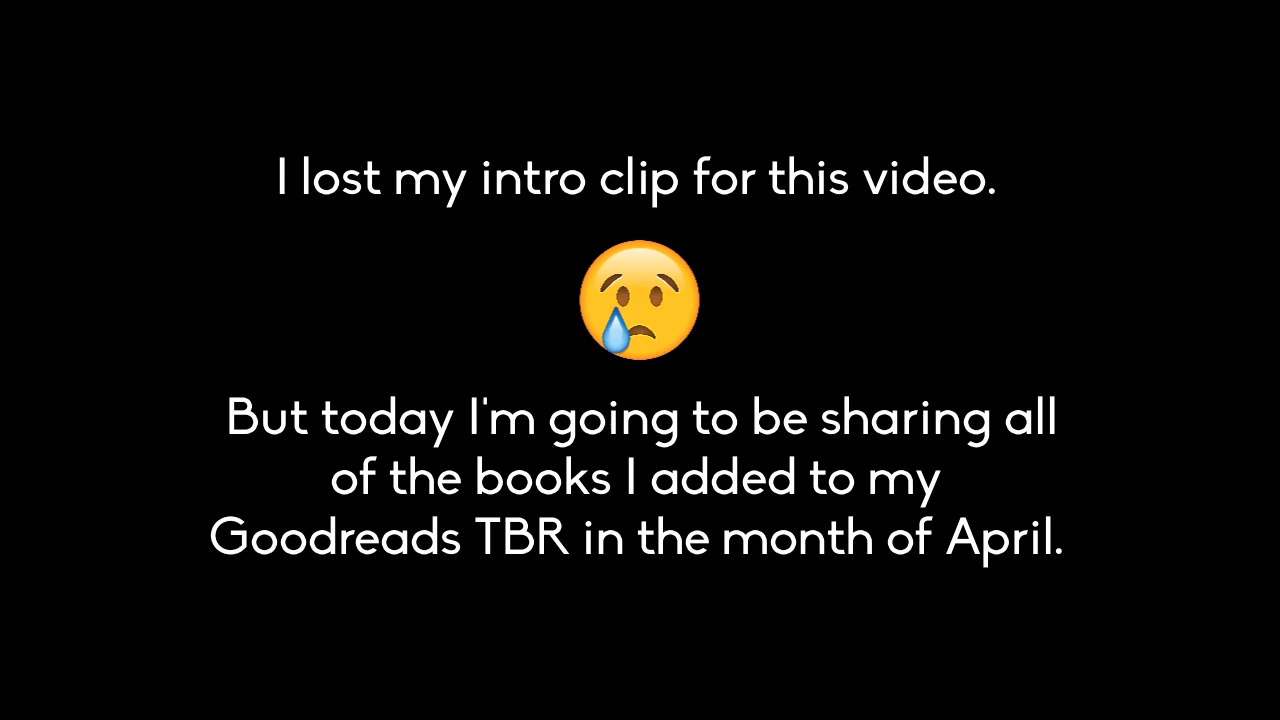 I lost my intro clip for this video.
But today I'm going to be sharing all
of the books I added to my
Goodreads TBR in the month of April.